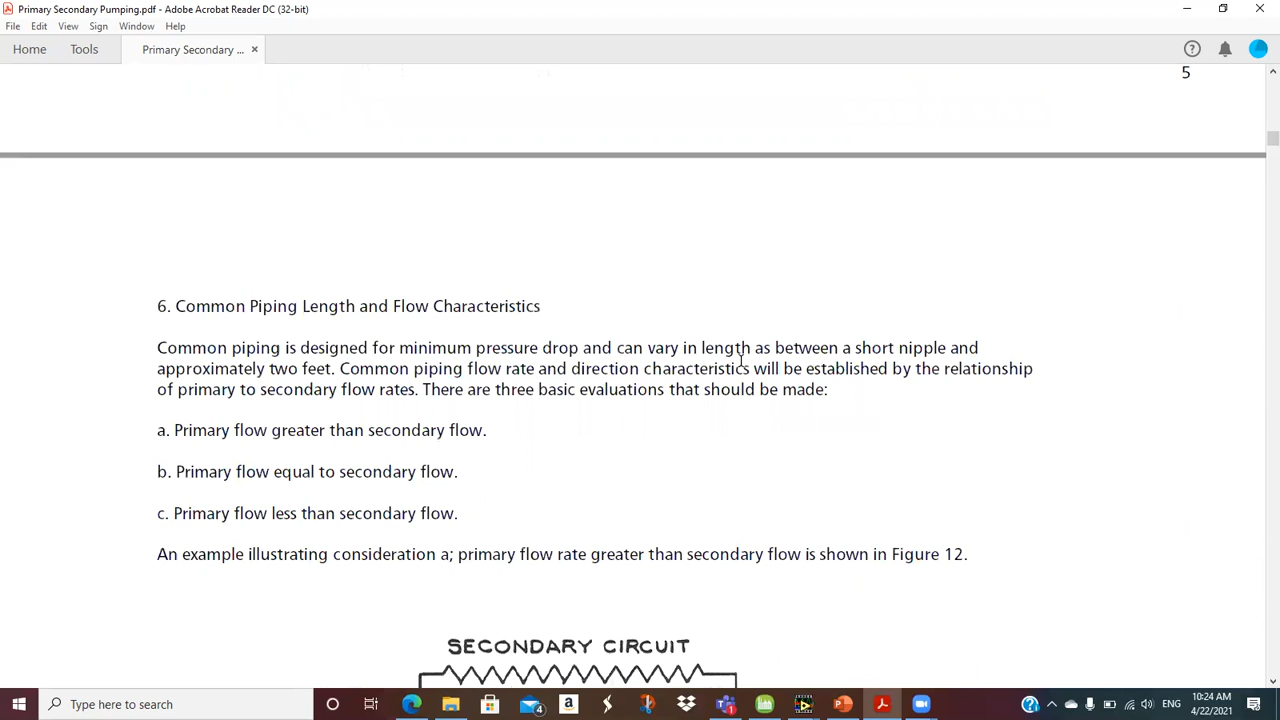 Primary Secondary Pumping.pdf - Adobe Acrobat Reader DC (32-bit)
File Edit View Sign Window Help
Home Tools Primary Secondary ... ×
5
6. Common Piping Length and Flow Characteristics
Common piping is designed for minimum pressure drop and can vary in length as between a short nipple and
approximately two feet. Common piping flow rate and direction characteristics will be established by the relationship
of primary to secondary flow rates. There are three basic evaluations that should be made:
a. Primary flow greater than secondary flow.
b. Primary flow equal to secondary flow.
c. Primary flow less than secondary flow.
An example illustrating consideration a; primary flow rate greater than secondary flow is shown in Figure 12.
SECONDARY CIRCUIT
Type here to search
4
ENG
10:24 AM
4/22/2021